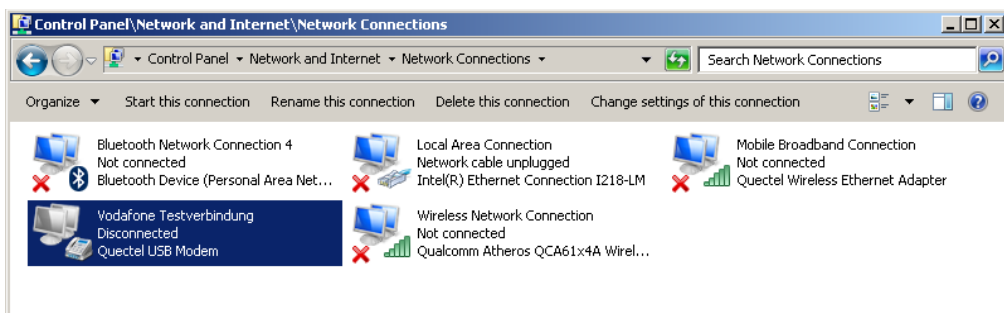 Control Panel\Network and Internet\Network Connections
Control Panel Network and Internet Network Connections
Search Network Connections
Organize Start this connection Rename this connection Delete this connection Change settings of this connection
Bluetooth Network Connection 4
Not connected
Bluetooth Device (Personal Area Net...
Local Area Connection
Network cable unplugged
Intel(R) Ethernet Connection I218-LM
Mobile Broadband Connection
Not connected
Quectel Wireless Ethernet Adapter
Vodafone Testverbindung
Disconnected
Quectel USB Modem
Wireless Network Connection
Not connected
Qualcomm Atheros QCA61x4A Wirel...